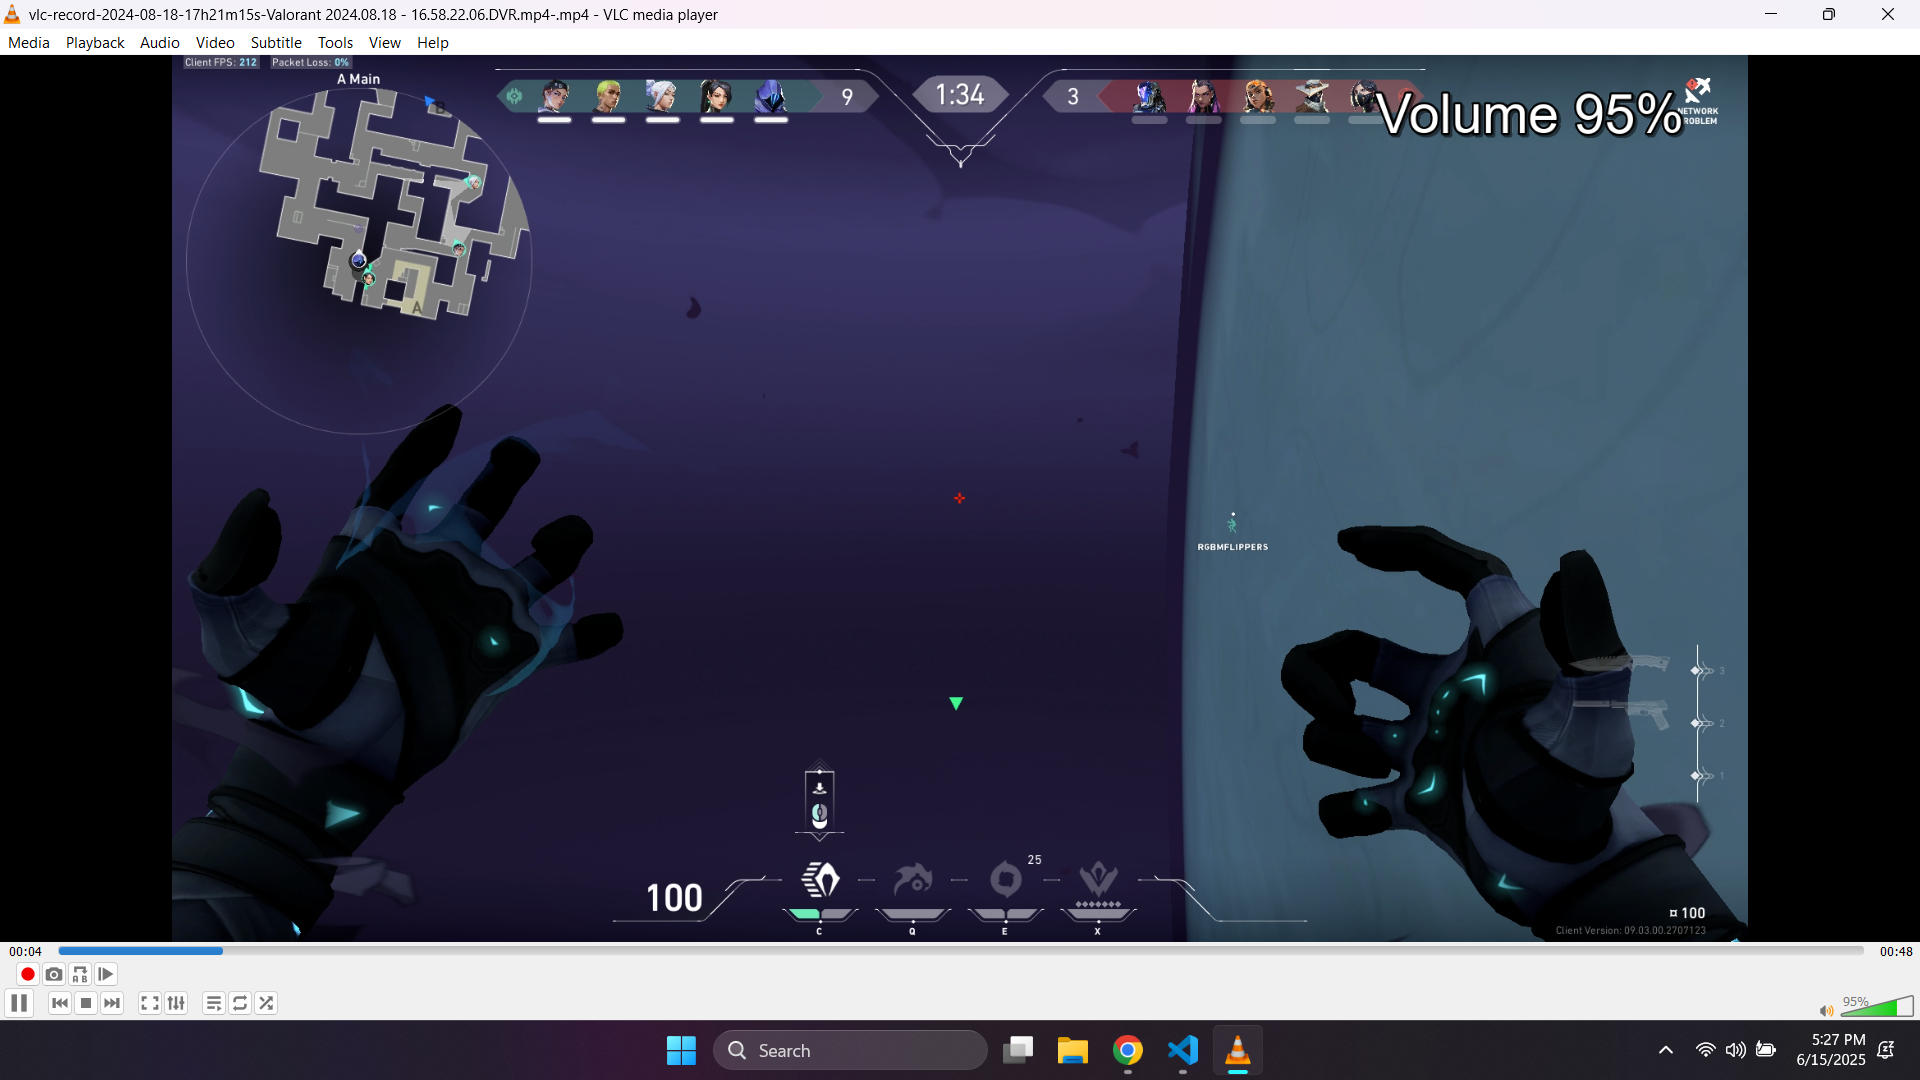 vlc-record-2024-08-18-17h21m15s-Valorant 2024.08.18 - 16.58.22.06.DVR.mp4-.mp4 - VLC media player
Media Playback Audio Video Subtitle Tools View Help
Client FPS: 212 Packet Loss: 0%
A Main
B
A
9
1:34
3
Volume 95%
NETWORK
PROBLEM
RGBMFLIPPERS
3
2
1
25
100
C Q E X
¤ 100
Client Version: 09.03.00.2707123
00:04
00:48
A B
95%
Search
5:27 PM
6/15/2025